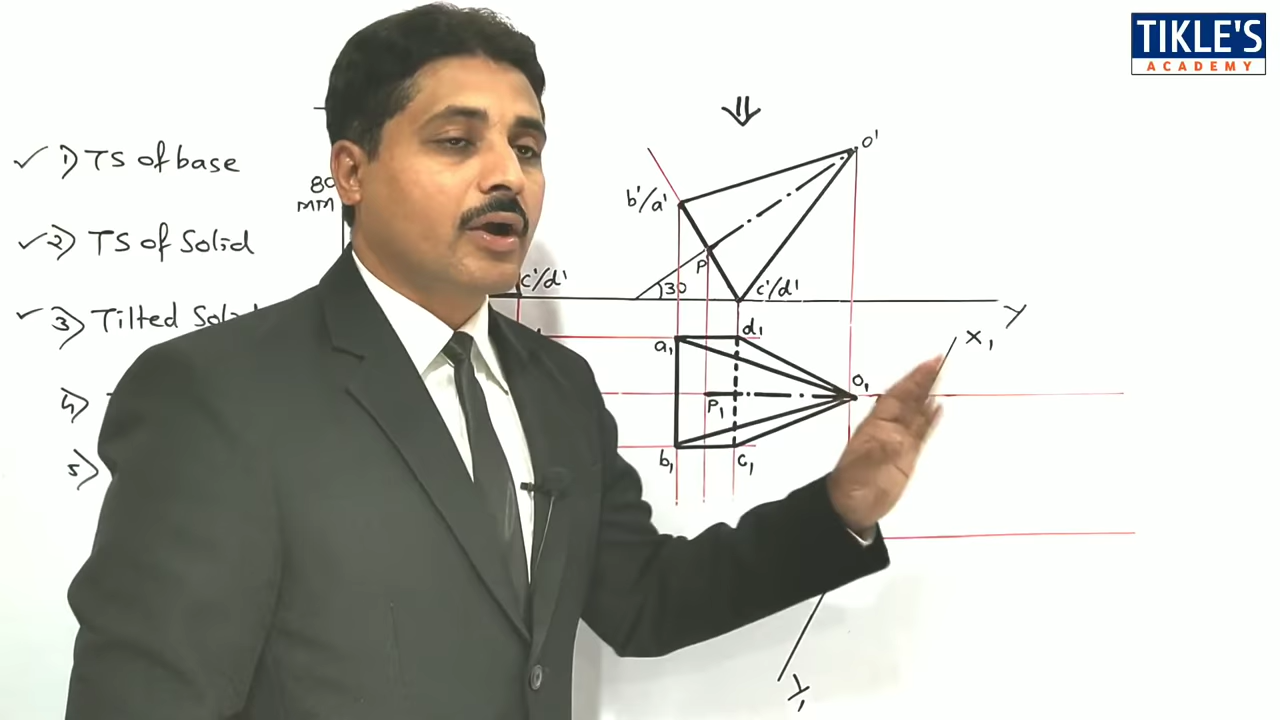 TIKLE'S
ACADEMY
1) TS of base
2) TS of Solid
3) Tilted Solid
4)
5)
80
MM
c'/d'
o'
b'/a'
P
30
c'/d'
Y
X1
a1
d1
o1
P1
b1
c1
Y1